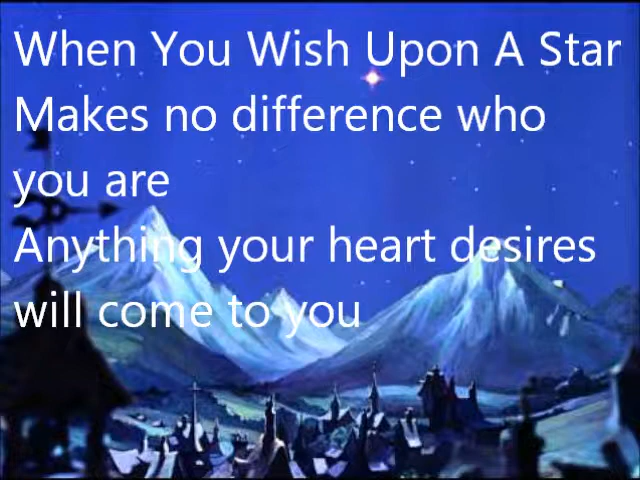 When You Wish Upon A Star
Makes no difference who
you are
Anything your heart desires
will come to you